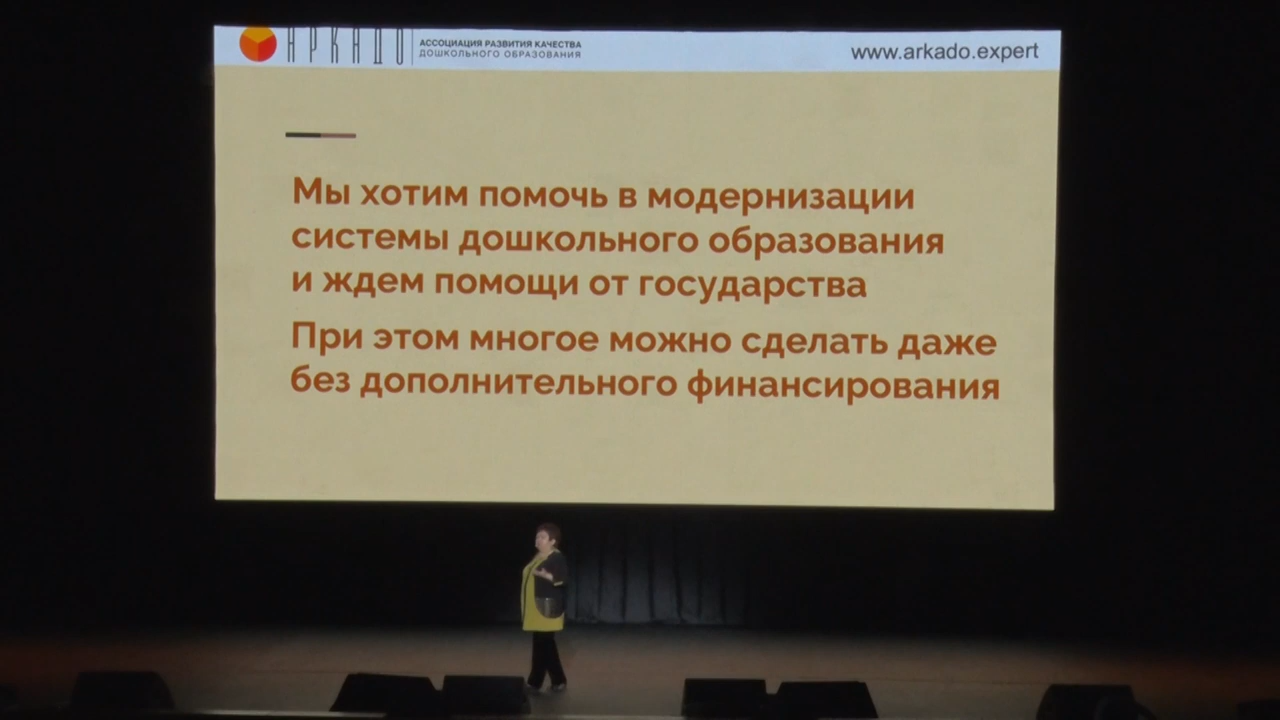 АРКАДО
АССОЦИАЦИЯ РАЗВИТИЯ КАЧЕСТВА
ДОШКОЛЬНОГО ОБРАЗОВАНИЯ
www.arkado.expert
Мы хотим помочь в модернизации
системы дошкольного образования
и ждем помощи от государства
При этом многое можно сделать даже
без дополнительного финансирования